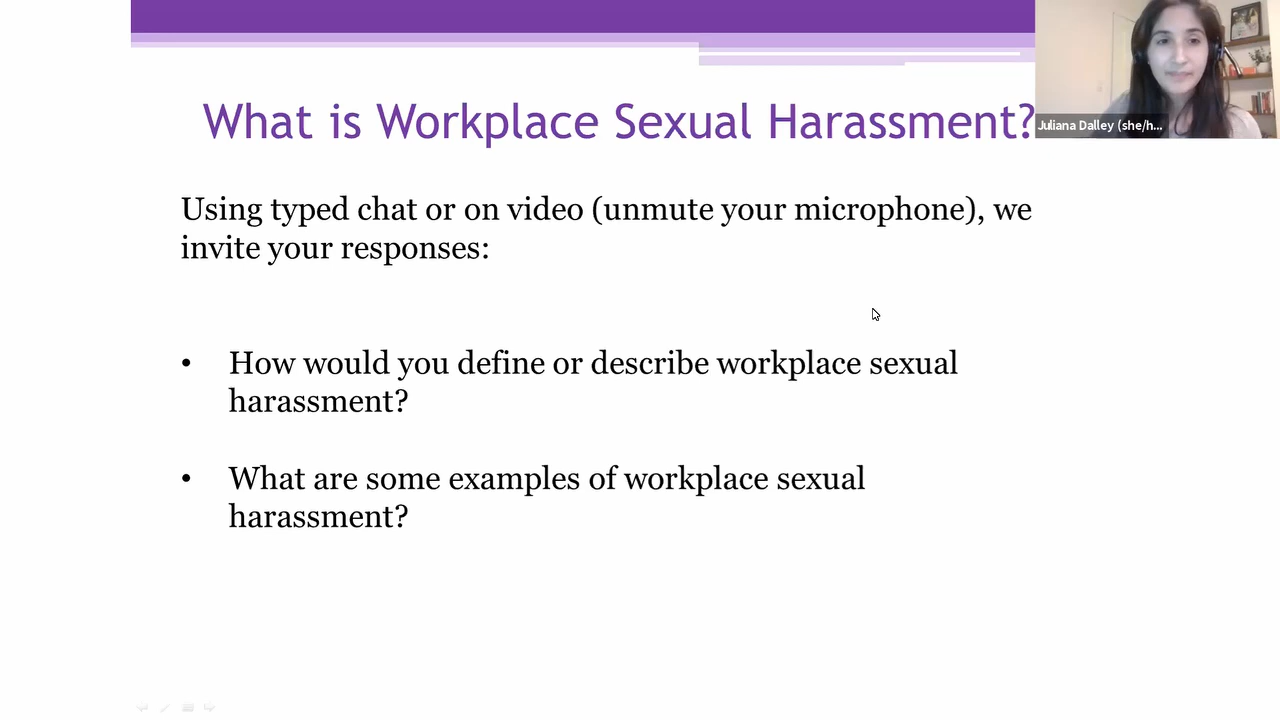 What is Workplace Sexual Harassment?
Juliana Dalley (she/h...
Using typed chat or on video (unmute your microphone), we
invite your responses:
• How would you define or describe workplace sexual
harassment?
• What are some examples of workplace sexual
harassment?